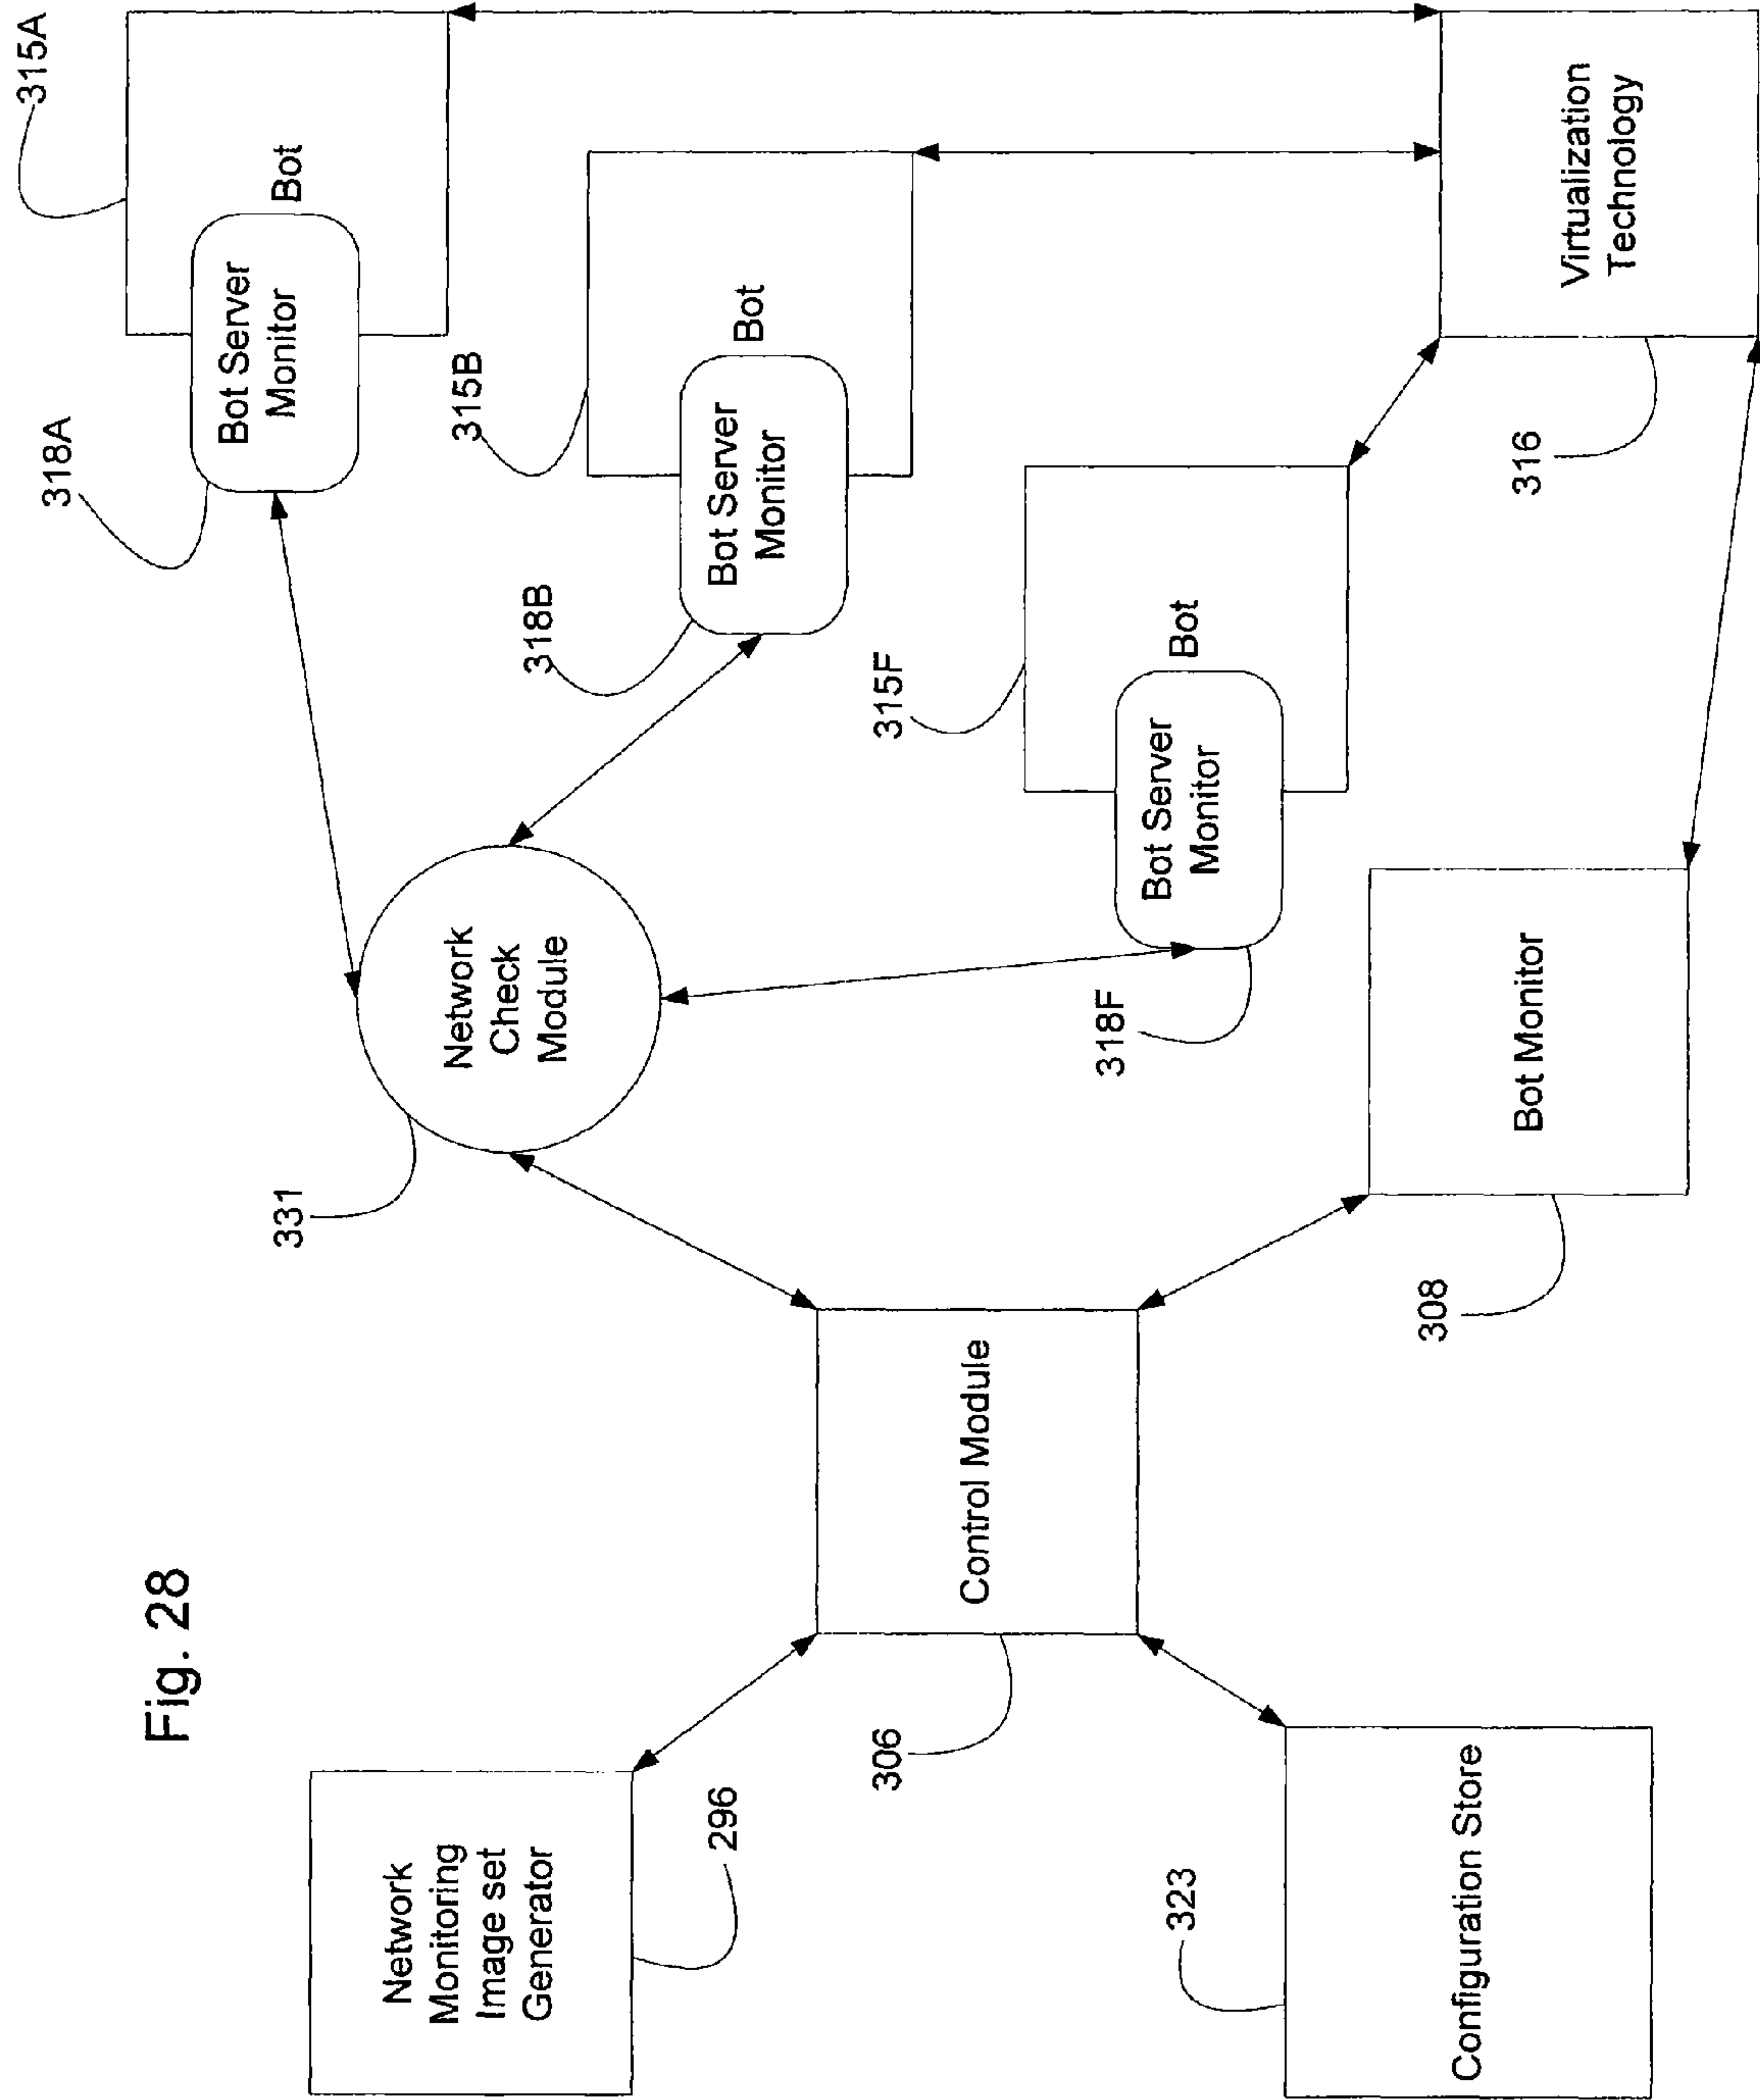 Fig. 28
Network
Monitoring
Image set
Generator
296
Configuration Store
323
Control Module
306
331
Network
Check
Module
Bot Monitor
308
318A
Bot Server
Monitor
Bot
315A
318B
Bot Server
Monitor
Bot
315B
318F
Bot Server
Monitor
Bot
315F
Virtualization
Technology
316